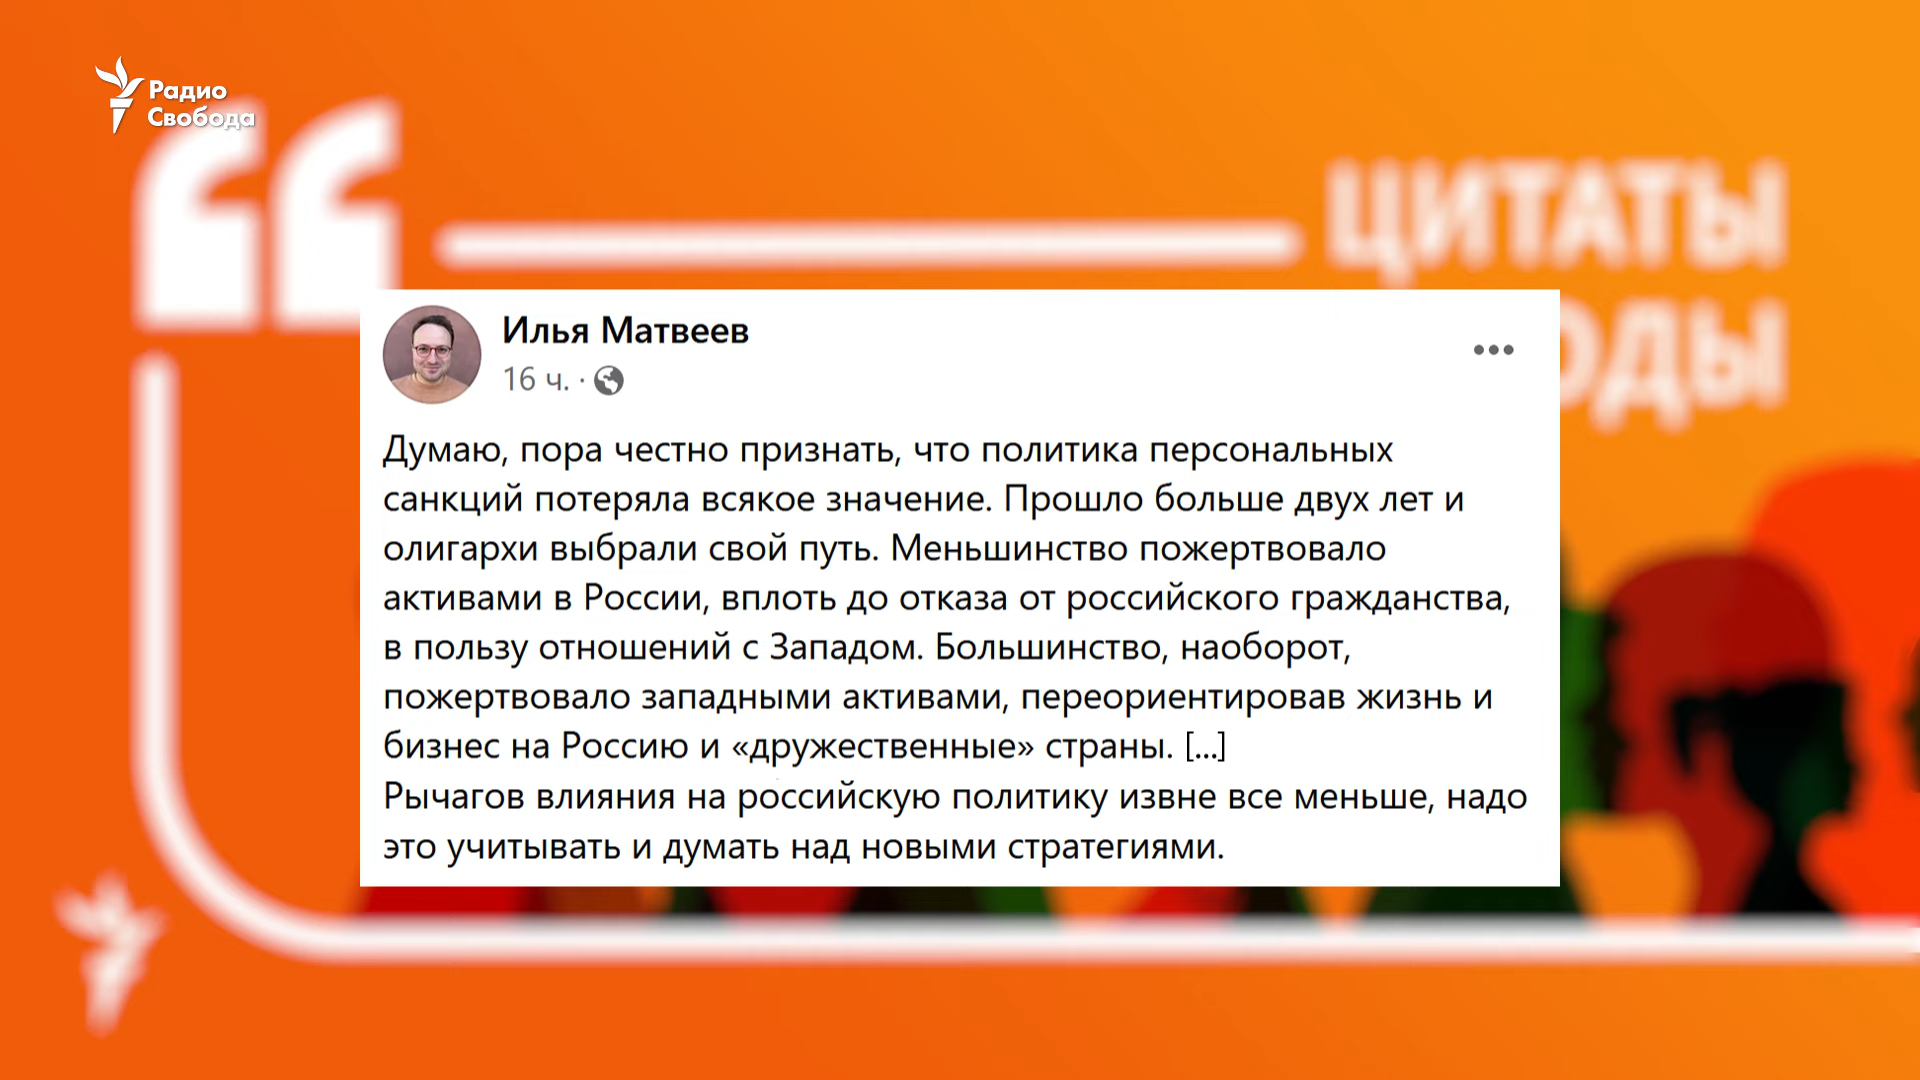 Радио
Свобода
ЦИТАТЫ
Илья Матвеев
16 ч. ·
Думаю, пора честно признать, что политика персональных
санкций потеряла всякое значение. Прошло больше двух лет и
олигархи выбрали свой путь. Меньшинство пожертвовало
активами в России, вплоть до отказа от российского гражданства,
в пользу отношений с Западом. Большинство, наоборот,
пожертвовало западными активами, переориентировав жизнь и
бизнес на Россию и «дружественные» страны. [...]
Рычагов влияния на российскую политику извне все меньше, надо
это учитывать и думать над новыми стратегиями.